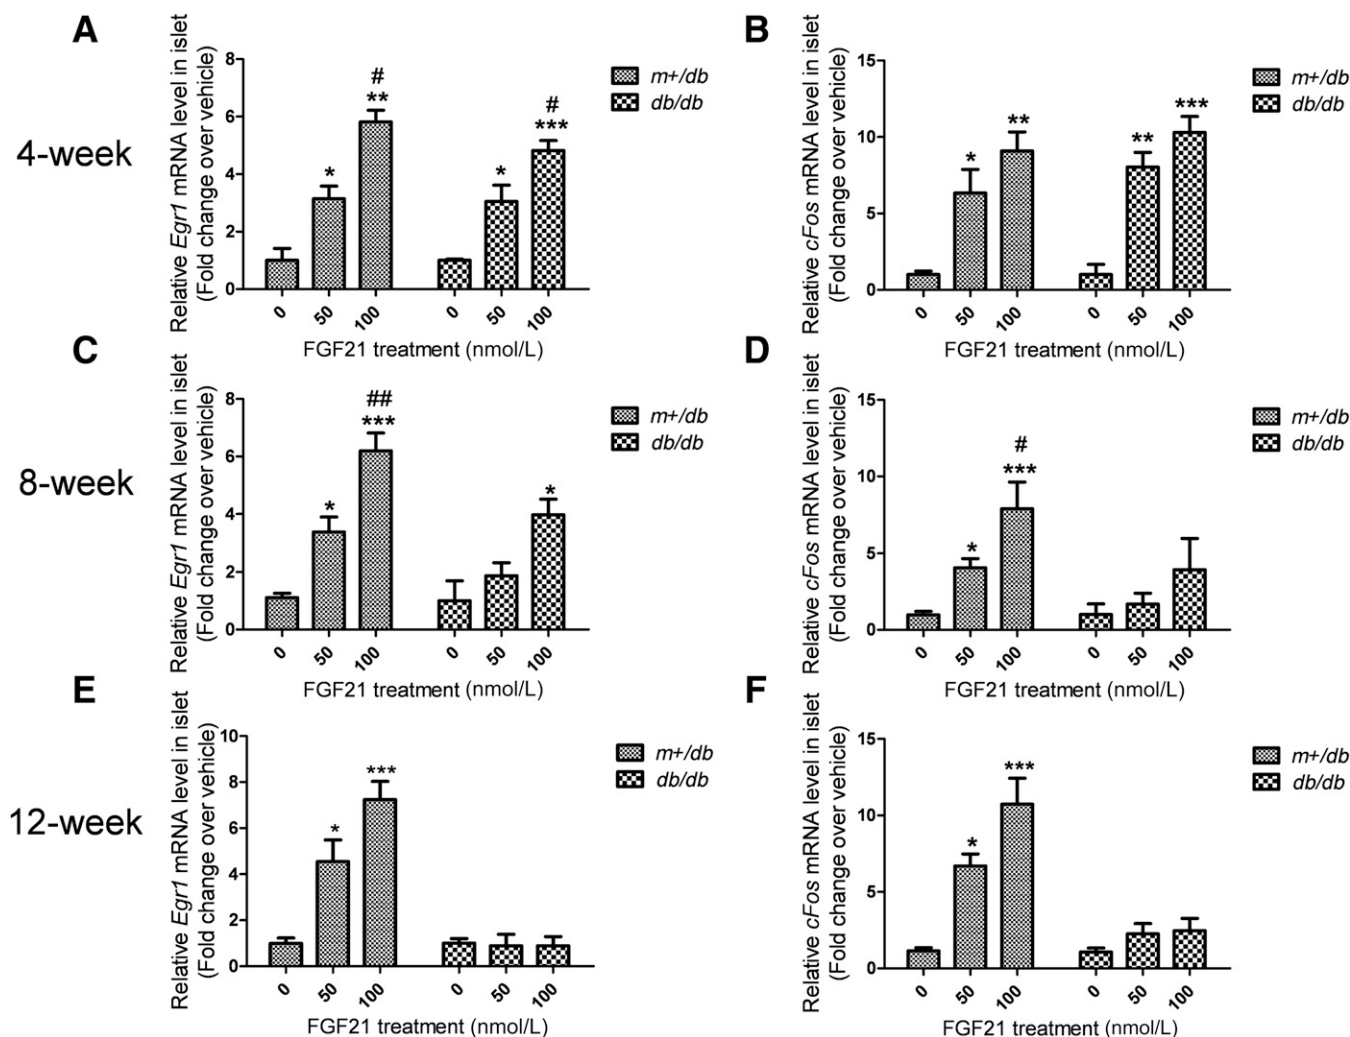 A
Relative Egr1 mRNA level in islet
(Fold change over vehicle)
8
6
4
2
0
*
#
**
*
#
***
0
50
100
0
50
100
FGF21 treatment (nmol/L)
m+/db
db/db
4-week
B
Relative cFos mRNA level in islet
(Fold change over vehicle)
15
10
5
0
*
**
**
***
0
50
100
0
50
100
FGF21 treatment (nmol/L)
m+/db
db/db
C
Relative Egr1 mRNA level in islet
(Fold change over vehicle)
8
6
4
2
0
*
##
***
*
0
50
100
0
50
100
FGF21 treatment (nmol/L)
m+/db
db/db
8-week
D
Relative cFos mRNA level in islet
(Fold change over vehicle)
15
10
5
0
*
#
***
0
50
100
0
50
100
FGF21 treatment (nmol/L)
m+/db
db/db
E
Relative Egr1 mRNA level in islet
(Fold change over vehicle)
10
8
6
4
2
0
*
***
0
50
100
0
50
100
FGF21 treatment (nmol/L)
m+/db
db/db
12-week
F
Relative cFos mRNA level in islet
(Fold change over vehicle)
15
10
5
0
*
***
0
50
100
0
50
100
FGF21 treatment (nmol/L)
m+/db
db/db